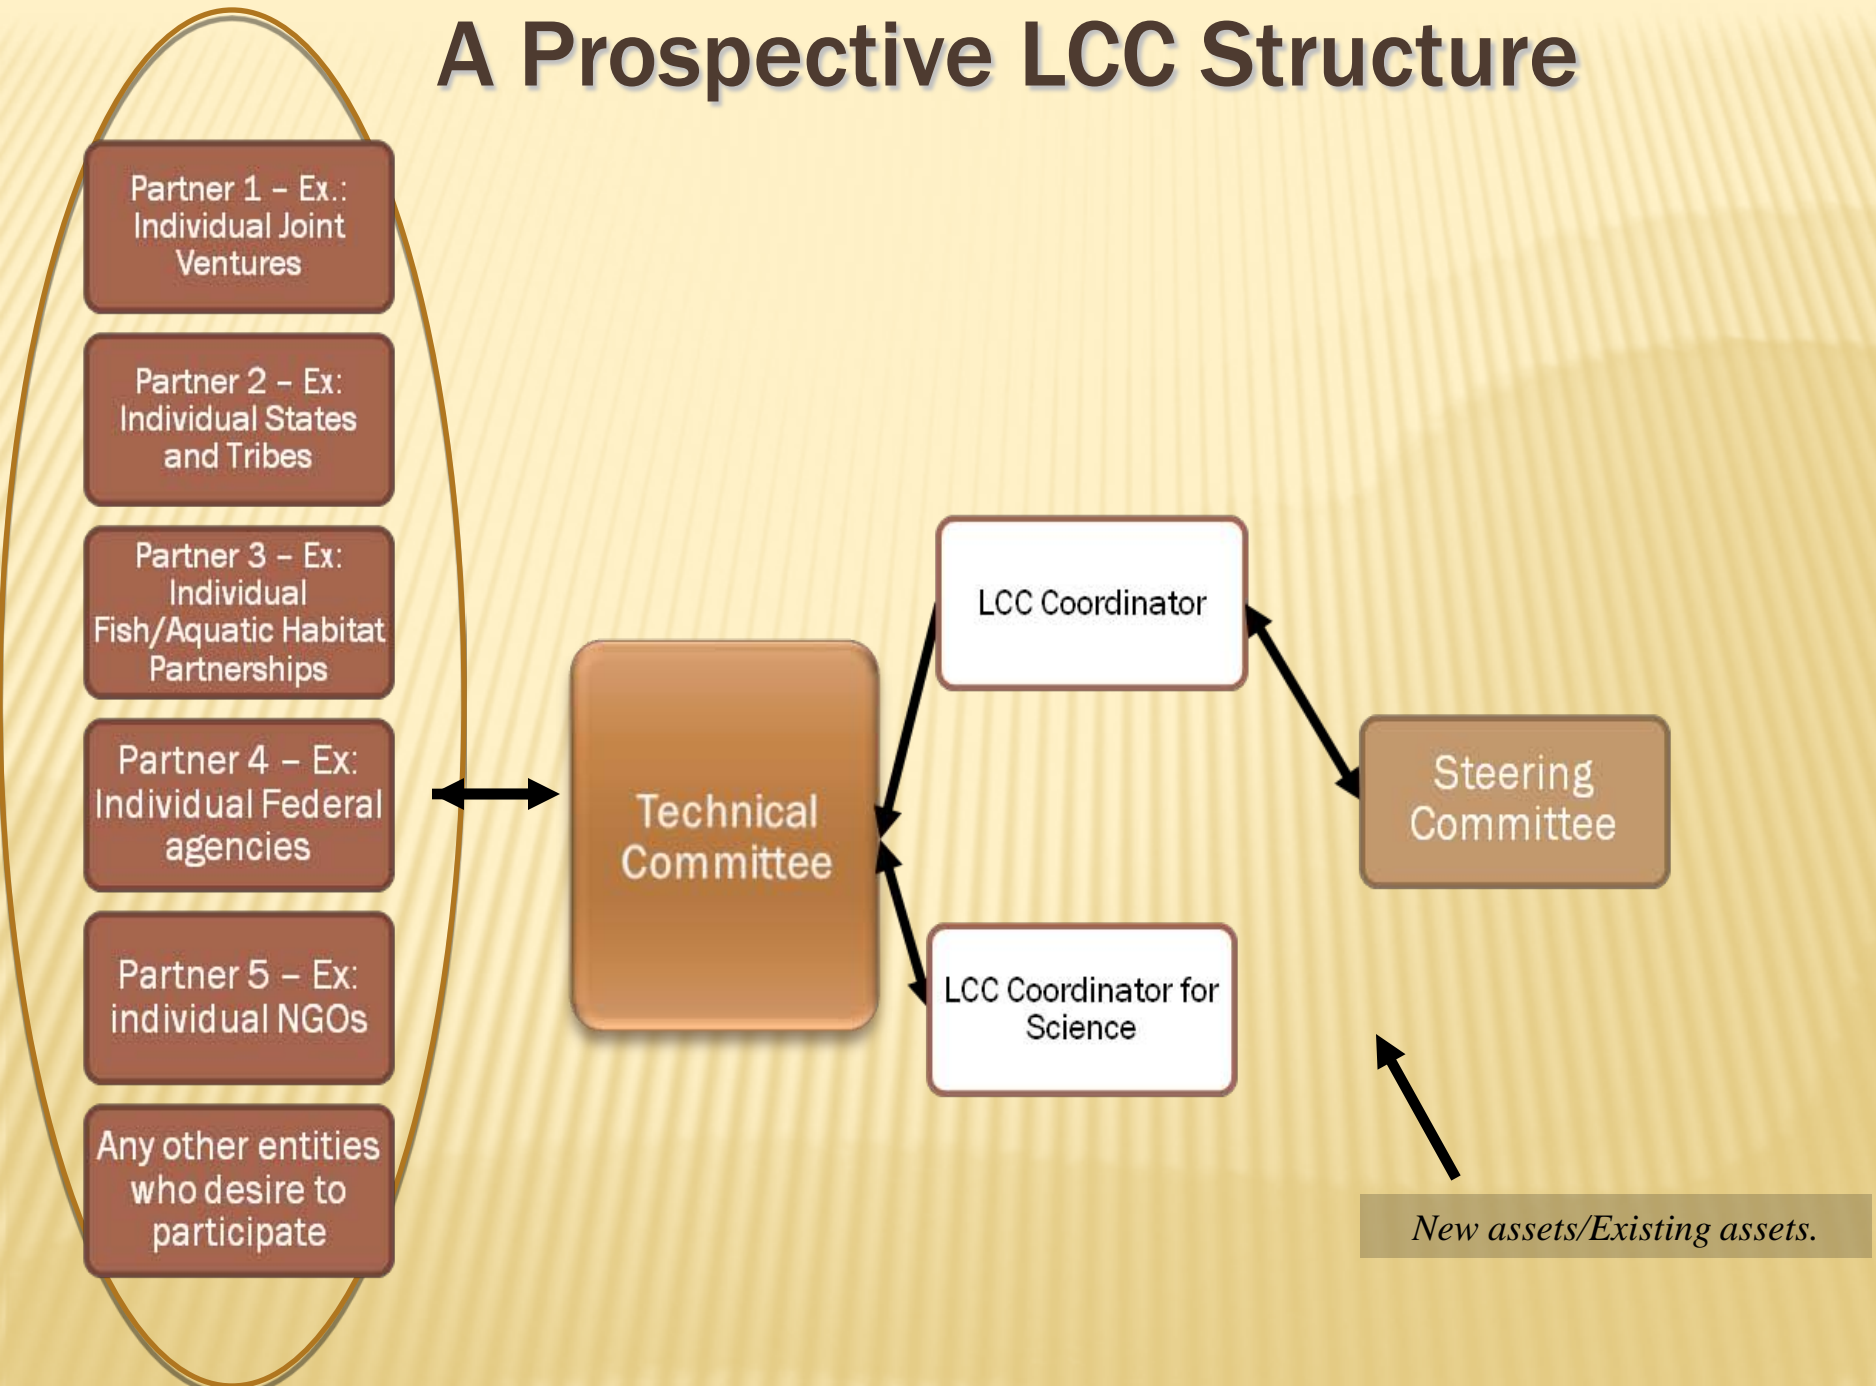 A Prospective LCC Structure
Partner 1 – Ex.:
Individual Joint
Ventures
Partner 2 – Ex:
Individual States
and Tribes
Partner 3 – Ex:
Individual
Fish/Aquatic Habitat
Partnerships
Partner 4 – Ex:
Individual Federal
agencies
Partner 5 – Ex:
individual NGOs
Any other entities
who desire to
participate
Technical
Committee
LCC Coordinator
LCC Coordinator for
Science
Steering
Committee
New assets/Existing assets.